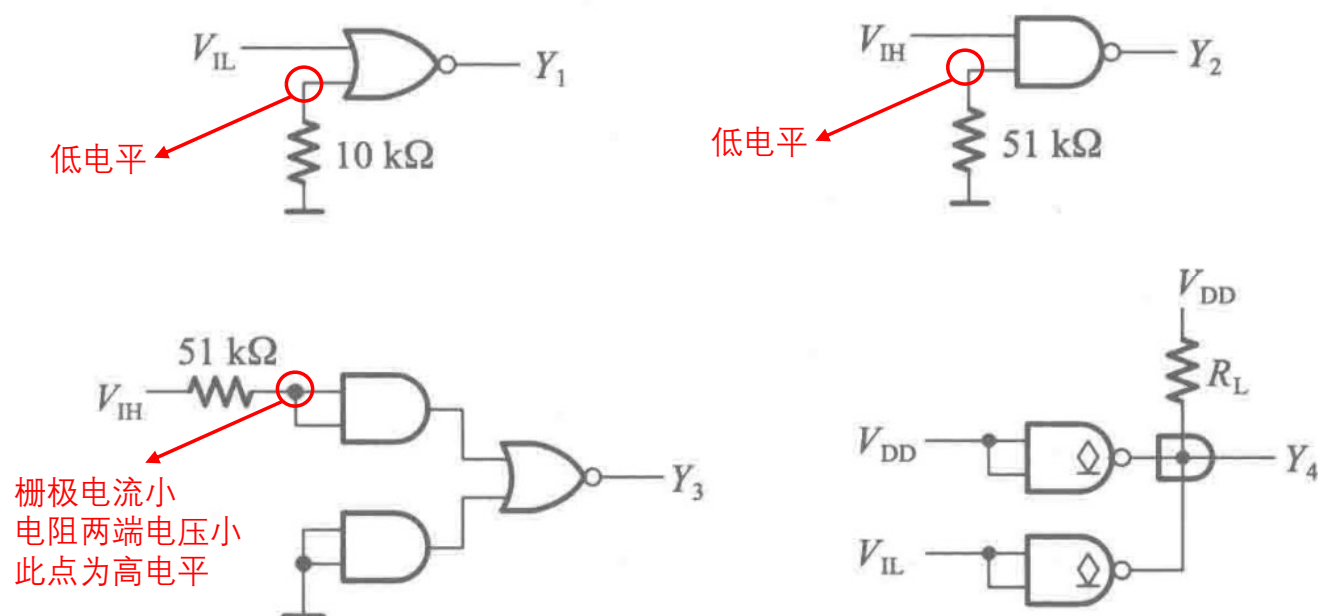 V_IL
Y_1
低电平
10 kΩ
V_IH
Y_2
低电平
51 kΩ
51 kΩ
V_IH
Y_3
栅极电流小
电阻两端电压小
此点为高电平
V_DD
R_L
V_DD
Y_4
V_IL